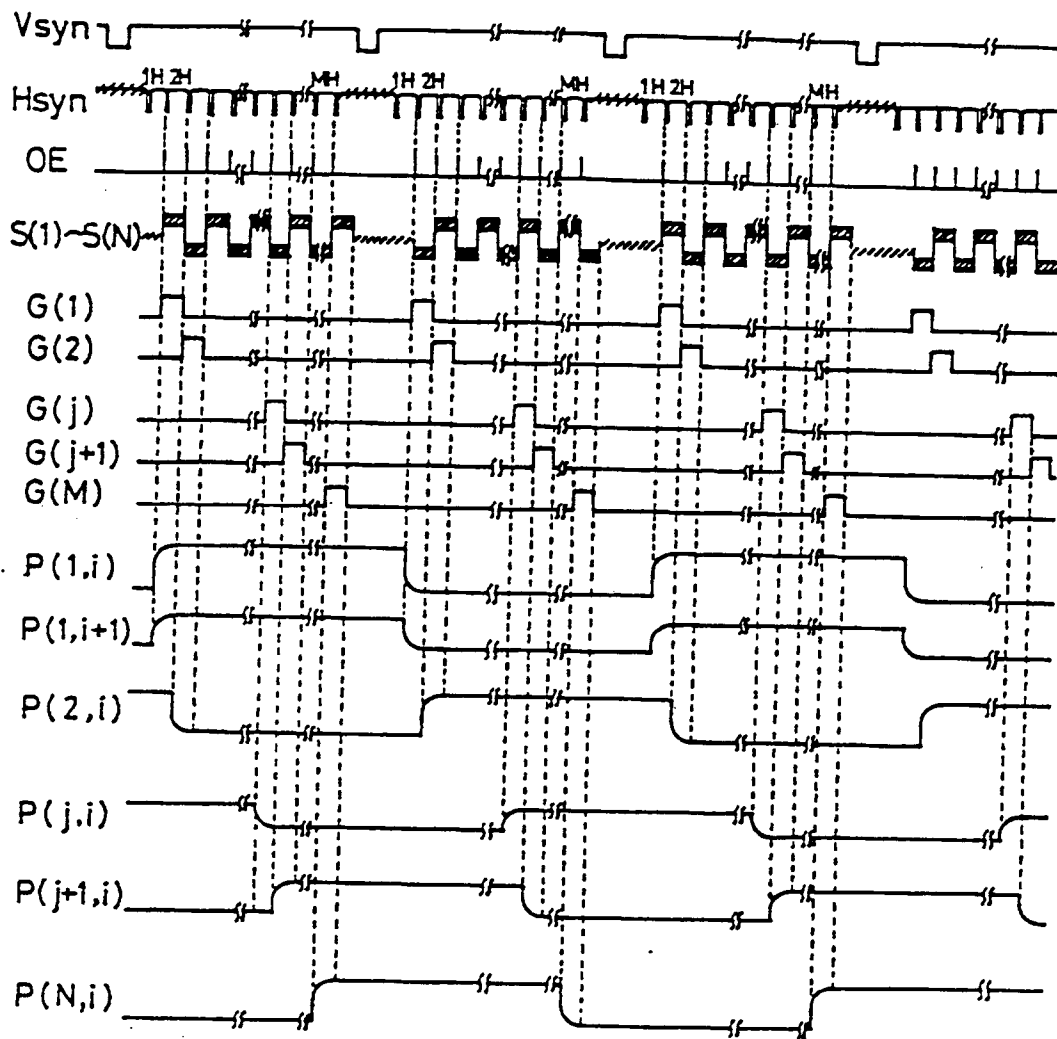 Vsyn
1H 2H MH 1H 2H MH 1H 2H MH
Hsyn
OE
S(1)~S(N)
G(1)
G(2)
G(j)
G(j+1)
G(M)
P(1,i)
P(1,i+1)
P(2,i)
P(j,i)
P(j+1,i)
P(N,i)